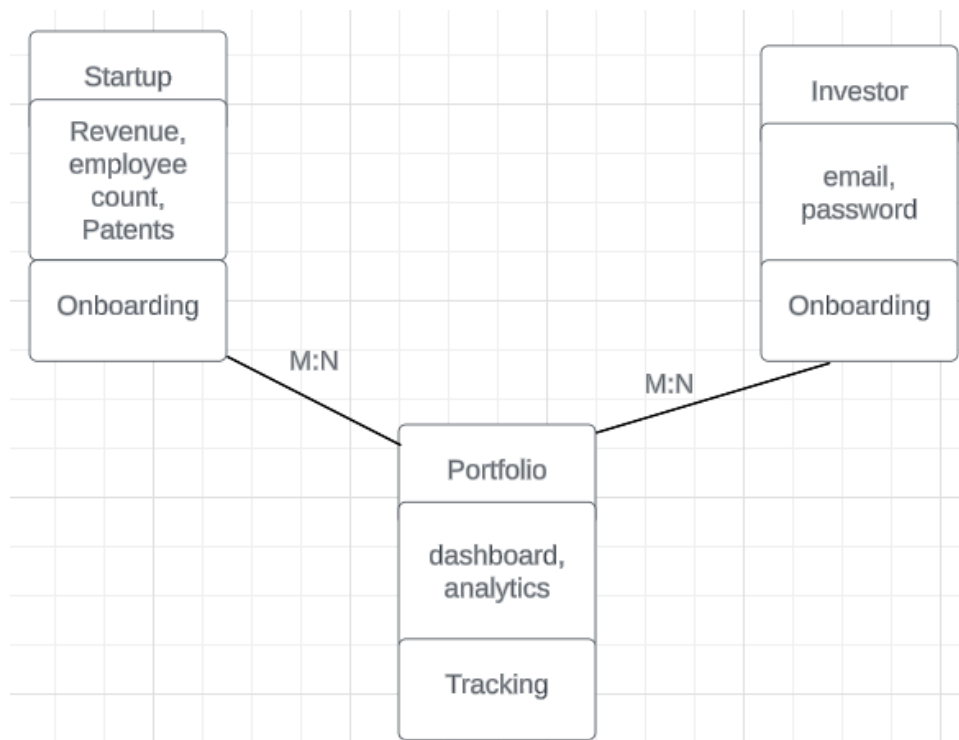 Startup
Revenue,
employee
count,
Patents
Onboarding
Investor
email,
password
Onboarding
M:N
M:N
Portfolio
dashboard,
analytics
Tracking